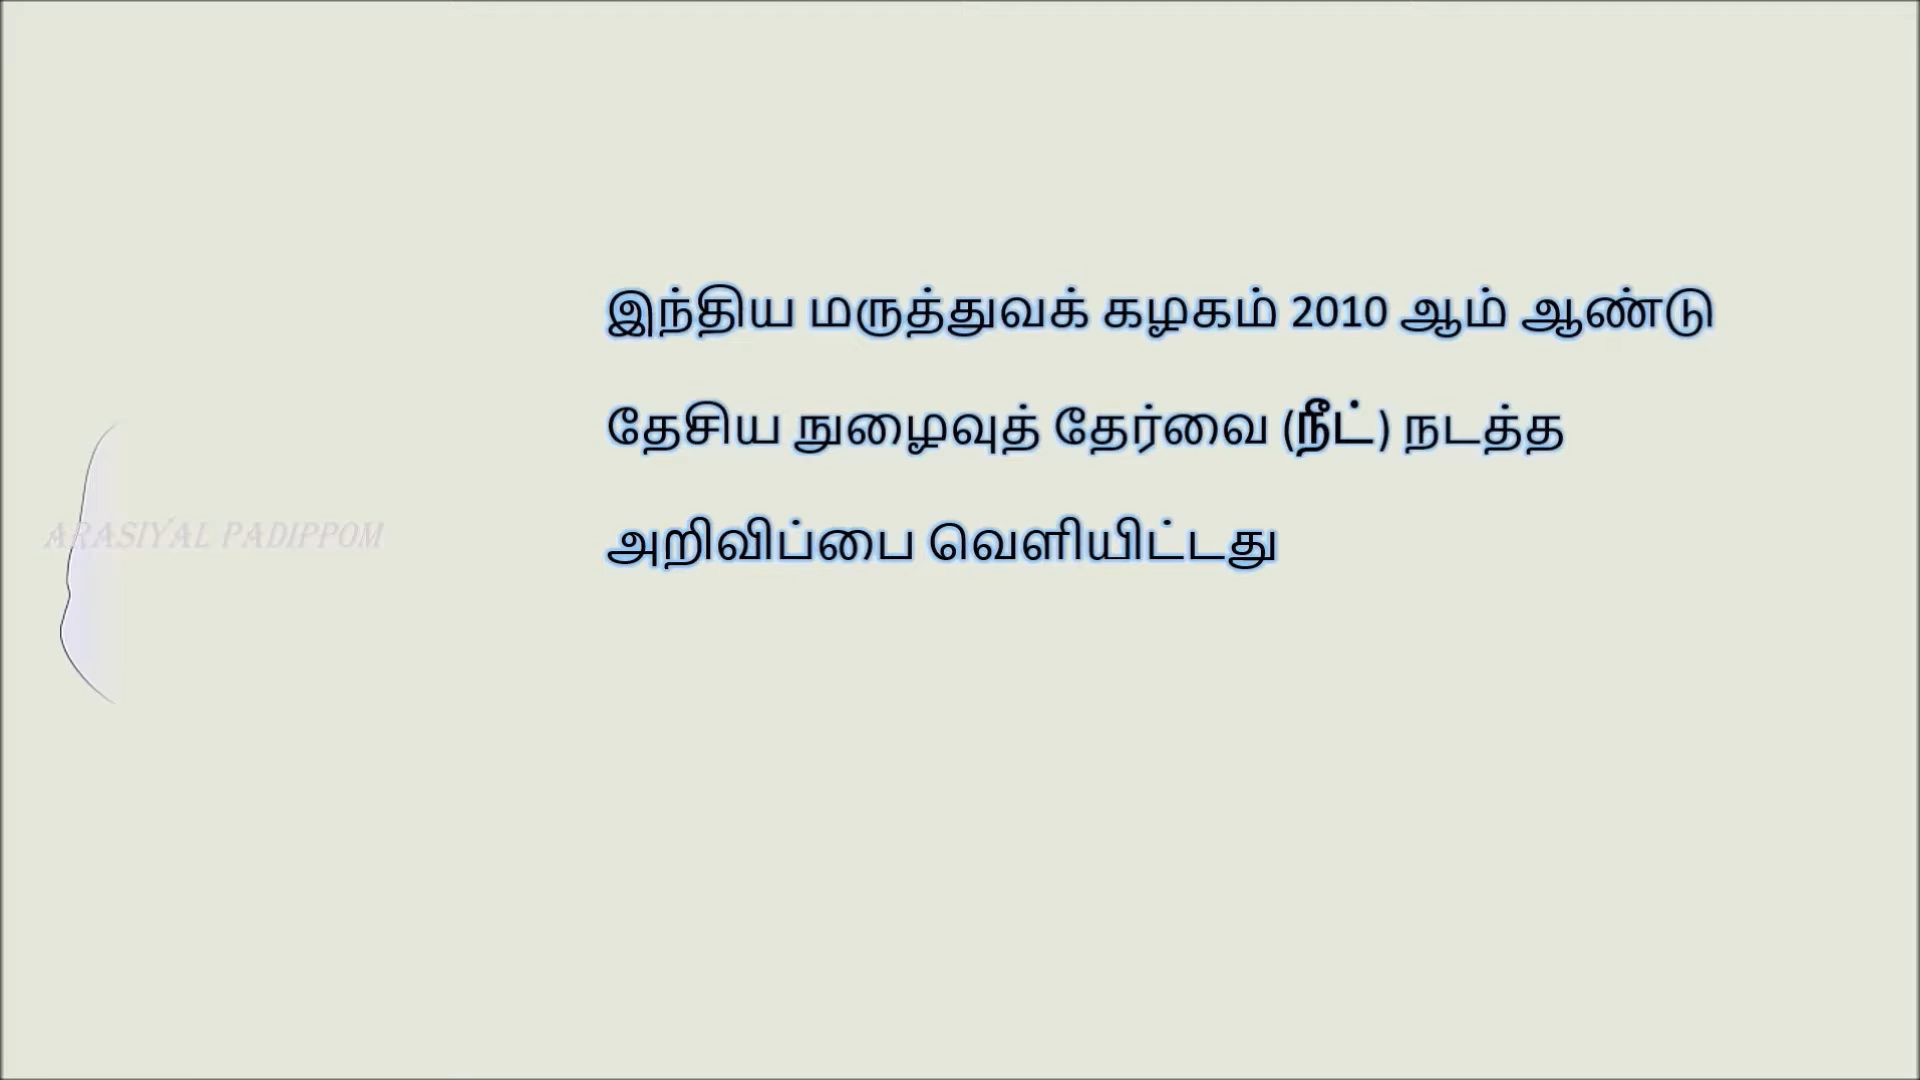 இந்திய மருத்துவக் கழகம் 2010 ஆம் ஆண்டு
தேசிய நுழைவுத் தேர்வை (நீட்) நடத்த
அறிவிப்பை வெளியிட்டது
ARASIYAL PADIPPOM